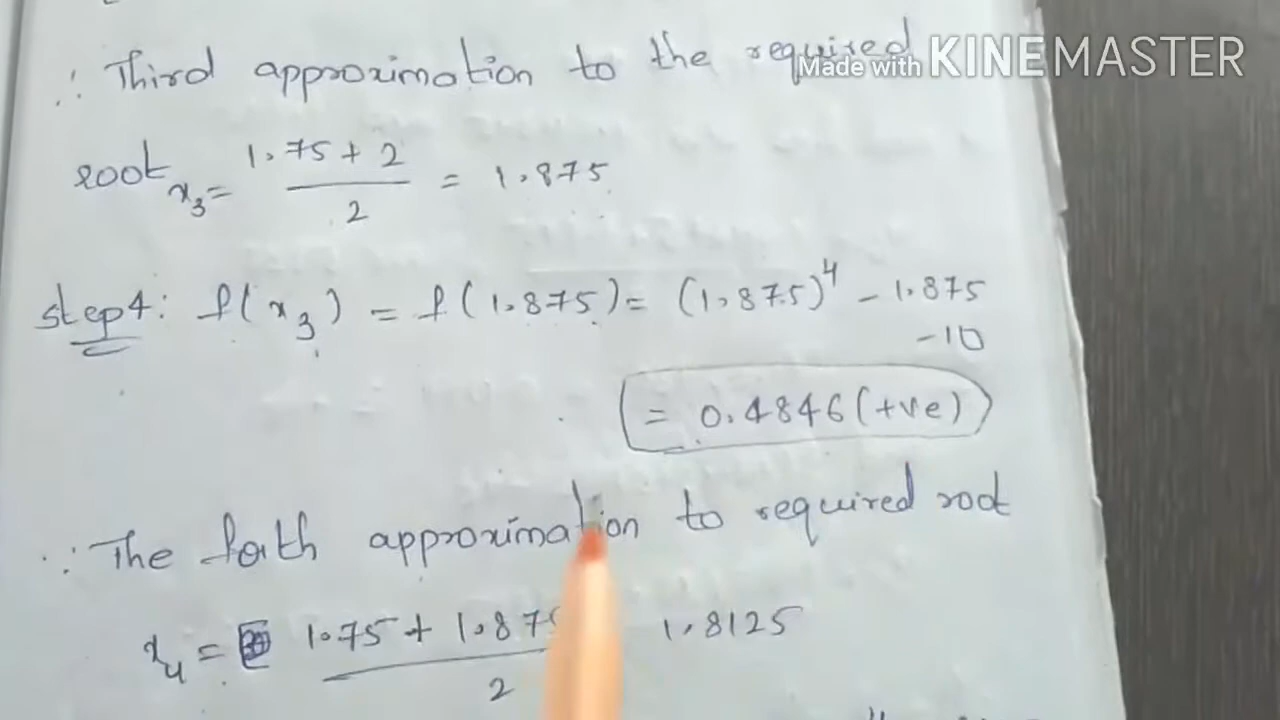 ∴ Third approximation to the required
Made with KINEMASTER
root x₃ = 1.75 + 2 / 2 = 1.875
step4: f(x₃) = f(1.875) = (1.875)⁴ - 1.875
-10
= 0.4846 (+ve)
∴ The forth approximation to required root
x₄ = 1.75 + 1.87 / 2 1.8125